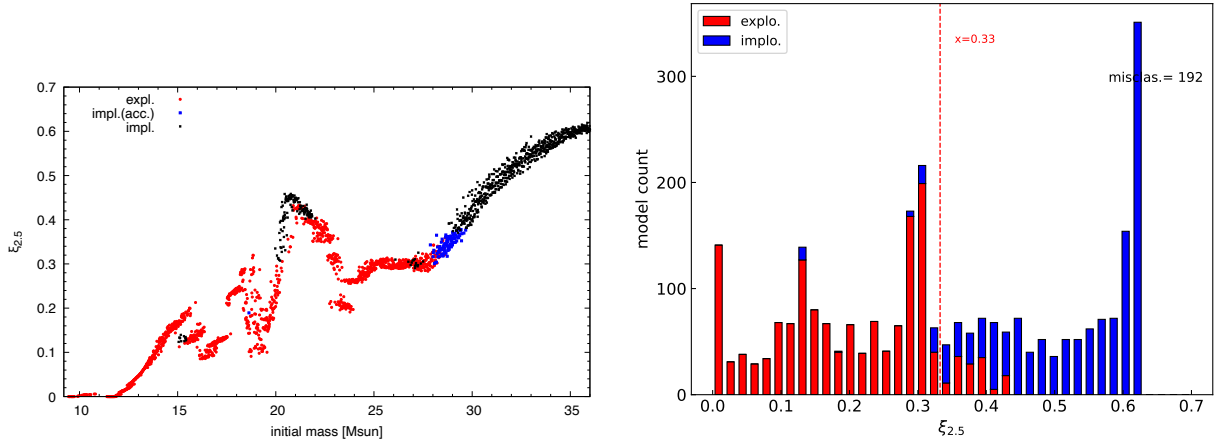 0.7
0.6
0.5
0.4
0.3
0.2
0.1
0
ξ2.5
expl.
impl.(acc.)
impl.
10 15 20 25 30 35
initial mass [Msun]
explo.
implo.
x=0.33
misclas.= 192
300
200
100
0
model count
0.0 0.1 0.2 0.3 0.4 0.5 0.6 0.7
ξ2.5